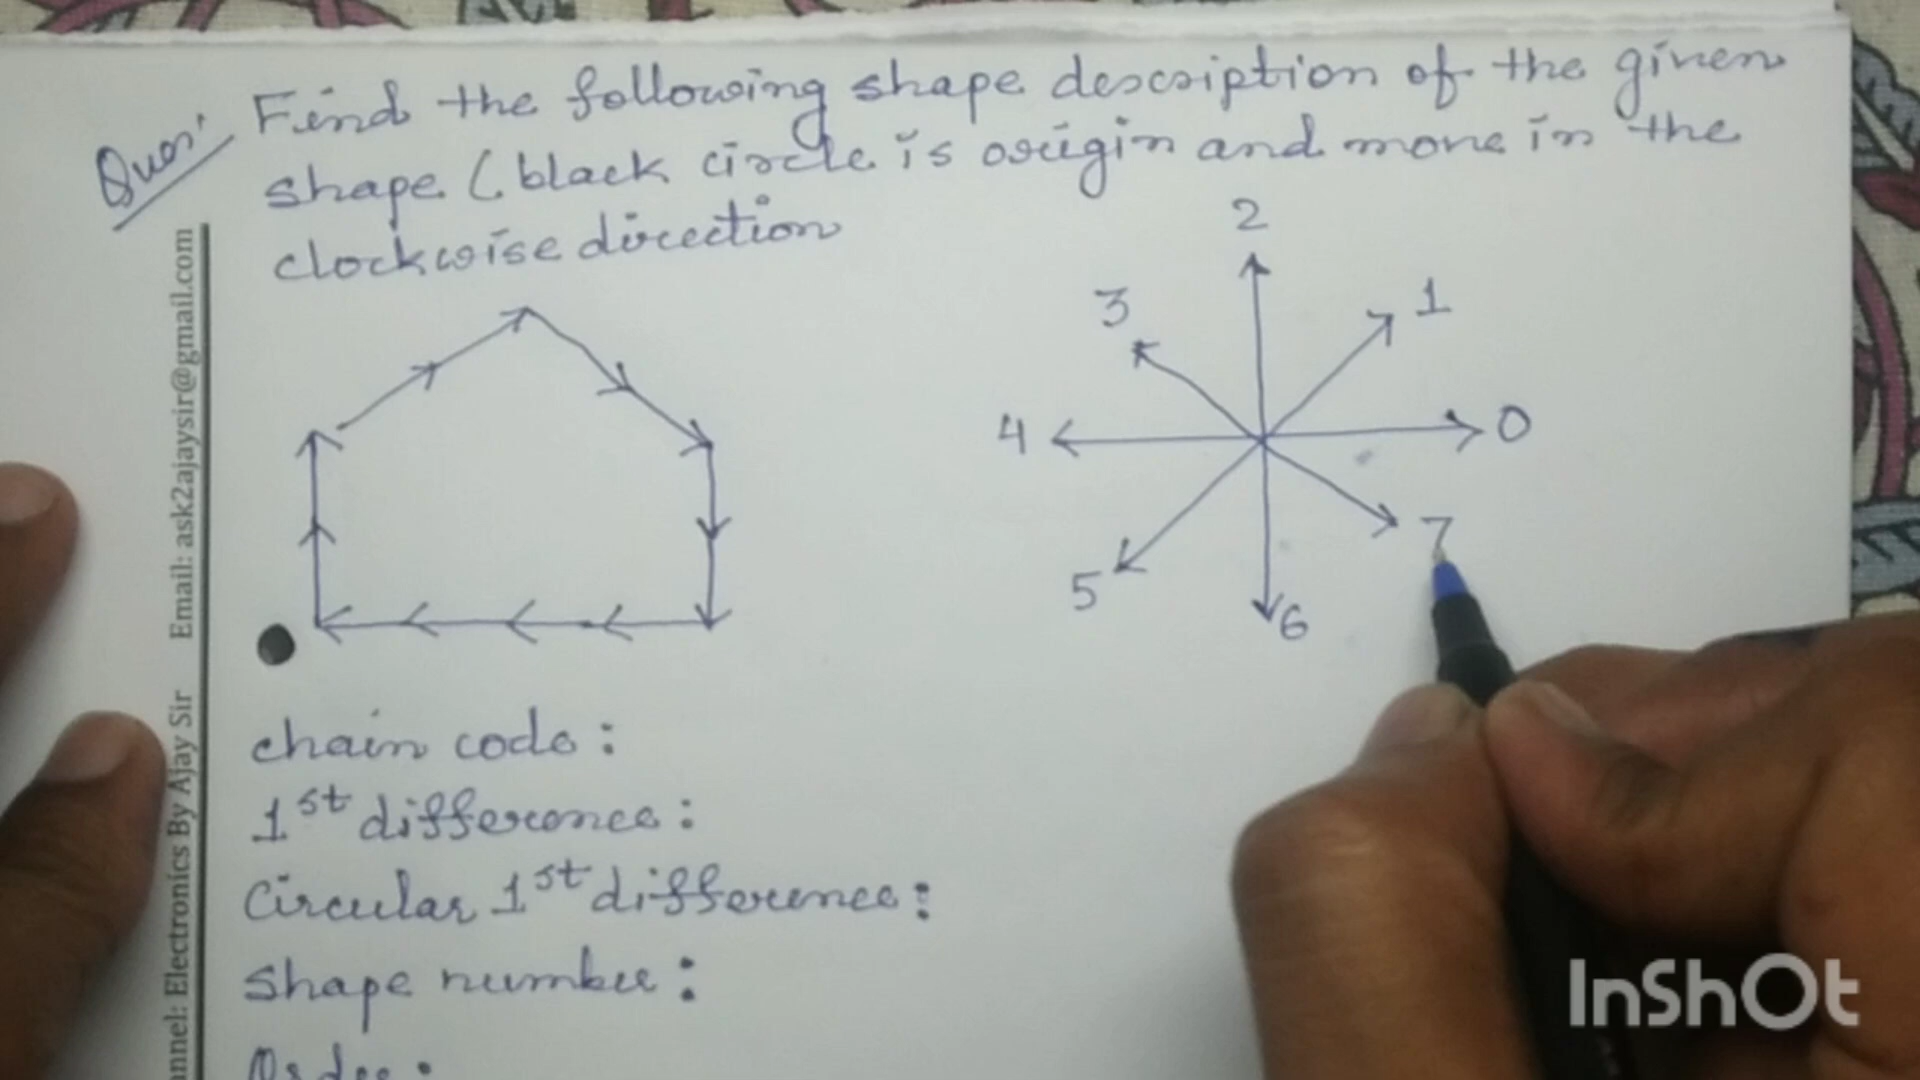 Ques:
Find the following shape description of the given
shape (black circle is origin and move in the
clockwise direction
2
3
1
4
0
7
5
6
chain code:
1st difference:
Circular 1st difference:
Shape number:
Order:
annel: Electronics By Ajay Sir Email: ask2ajaysir@gmail.com
InShOt